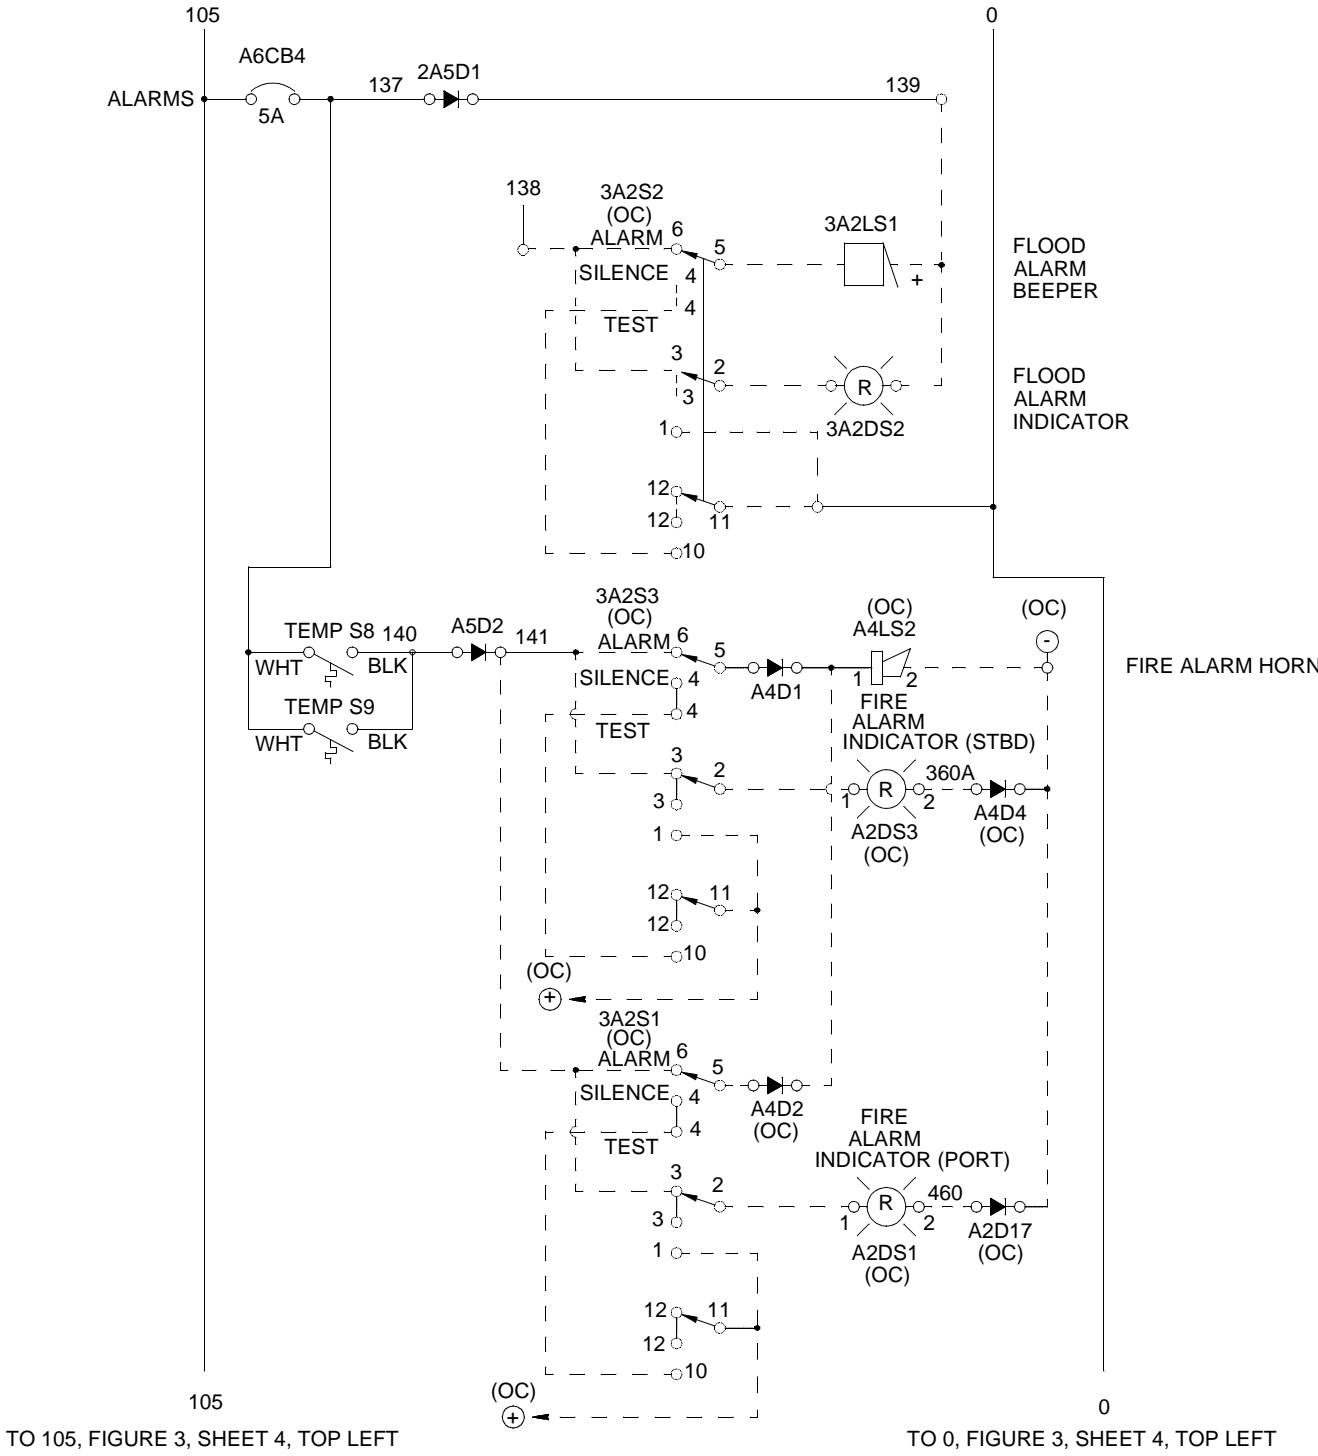 105
0
A6CB4
ALARMS
5A
137
2A5D1
139
138
3A2S2
(OC)
ALARM
6
5
SILENCE
4
4
TEST
3A2LS1
+
FLOOD
ALARM
BEEPER
3
2
3
R
3A2DS2
FLOOD
ALARM
INDICATOR
1
12
12
11
10
TEMP S8
140
WHT
BLK
A5D2
141
TEMP S9
WHT
BLK
3A2S3
(OC)
ALARM
6
5
SILENCE
4
4
TEST
A4D1
(OC)
A4LS2
1
2
(OC)
-
FIRE ALARM HORN
FIRE
ALARM
INDICATOR (STBD)
3
2
3
1
R
2
360A
A4D4
(OC)
A2DS3
(OC)
1
12
11
12
10
(OC)
+
3A2S1
(OC)
ALARM
6
5
SILENCE
4
4
TEST
A4D2
(OC)
FIRE
ALARM
INDICATOR (PORT)
3
2
3
1
R
2
460
A2D17
(OC)
A2DS1
(OC)
1
12
11
12
10
(OC)
+
105
0
TO 105, FIGURE 3, SHEET 4, TOP LEFT
TO 0, FIGURE 3, SHEET 4, TOP LEFT